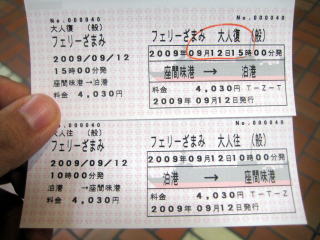 No.000040
大人復 (般)
フェリーざまみ
2009/09/12
15時00分発
座間味港 → 泊港
料金 4,030円
No.000040
フェリーざまみ 大人復 (般)
2009年09月12日15時00分発
座間味港 → 泊港
料金 4,030円 T-Z-T
2009年09月12日発行
No.000040
大人往 (般)
フェリーざまみ
2009/09/12
10時00分発
泊港 →座間味港
料金 4,030円
No.000040
フェリーざまみ 大人往 (般)
2009年09月12日10時00分発
泊港 → 座間味港
料金 4,030円 T-T-Z
2009年09月12日発行